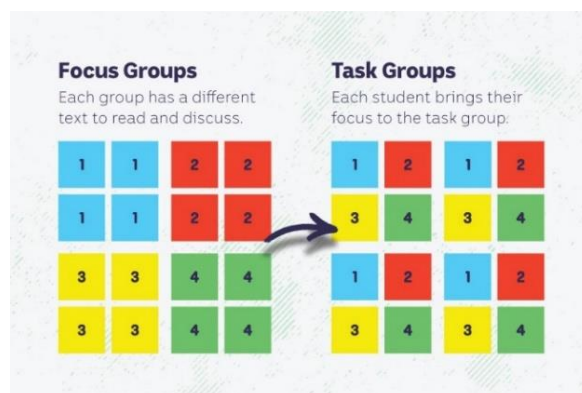 Focus Groups
Each group has a different
text to read and discuss.
1 1 2 2
1 1 2 2
3 3 4 4
3 3 4 4
Task Groups
Each student brings their
focus to the task group.
1 2 1 2
3 4 3 4
1 2 1 2
3 4 3 4